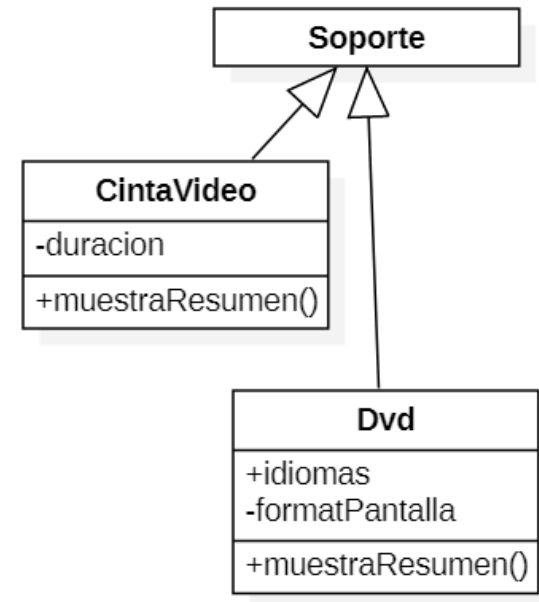 Soporte
CintaVideo
-duracion
+muestraResumen()
Dvd
+idiomas
-formatPantalla
+muestraResumen()